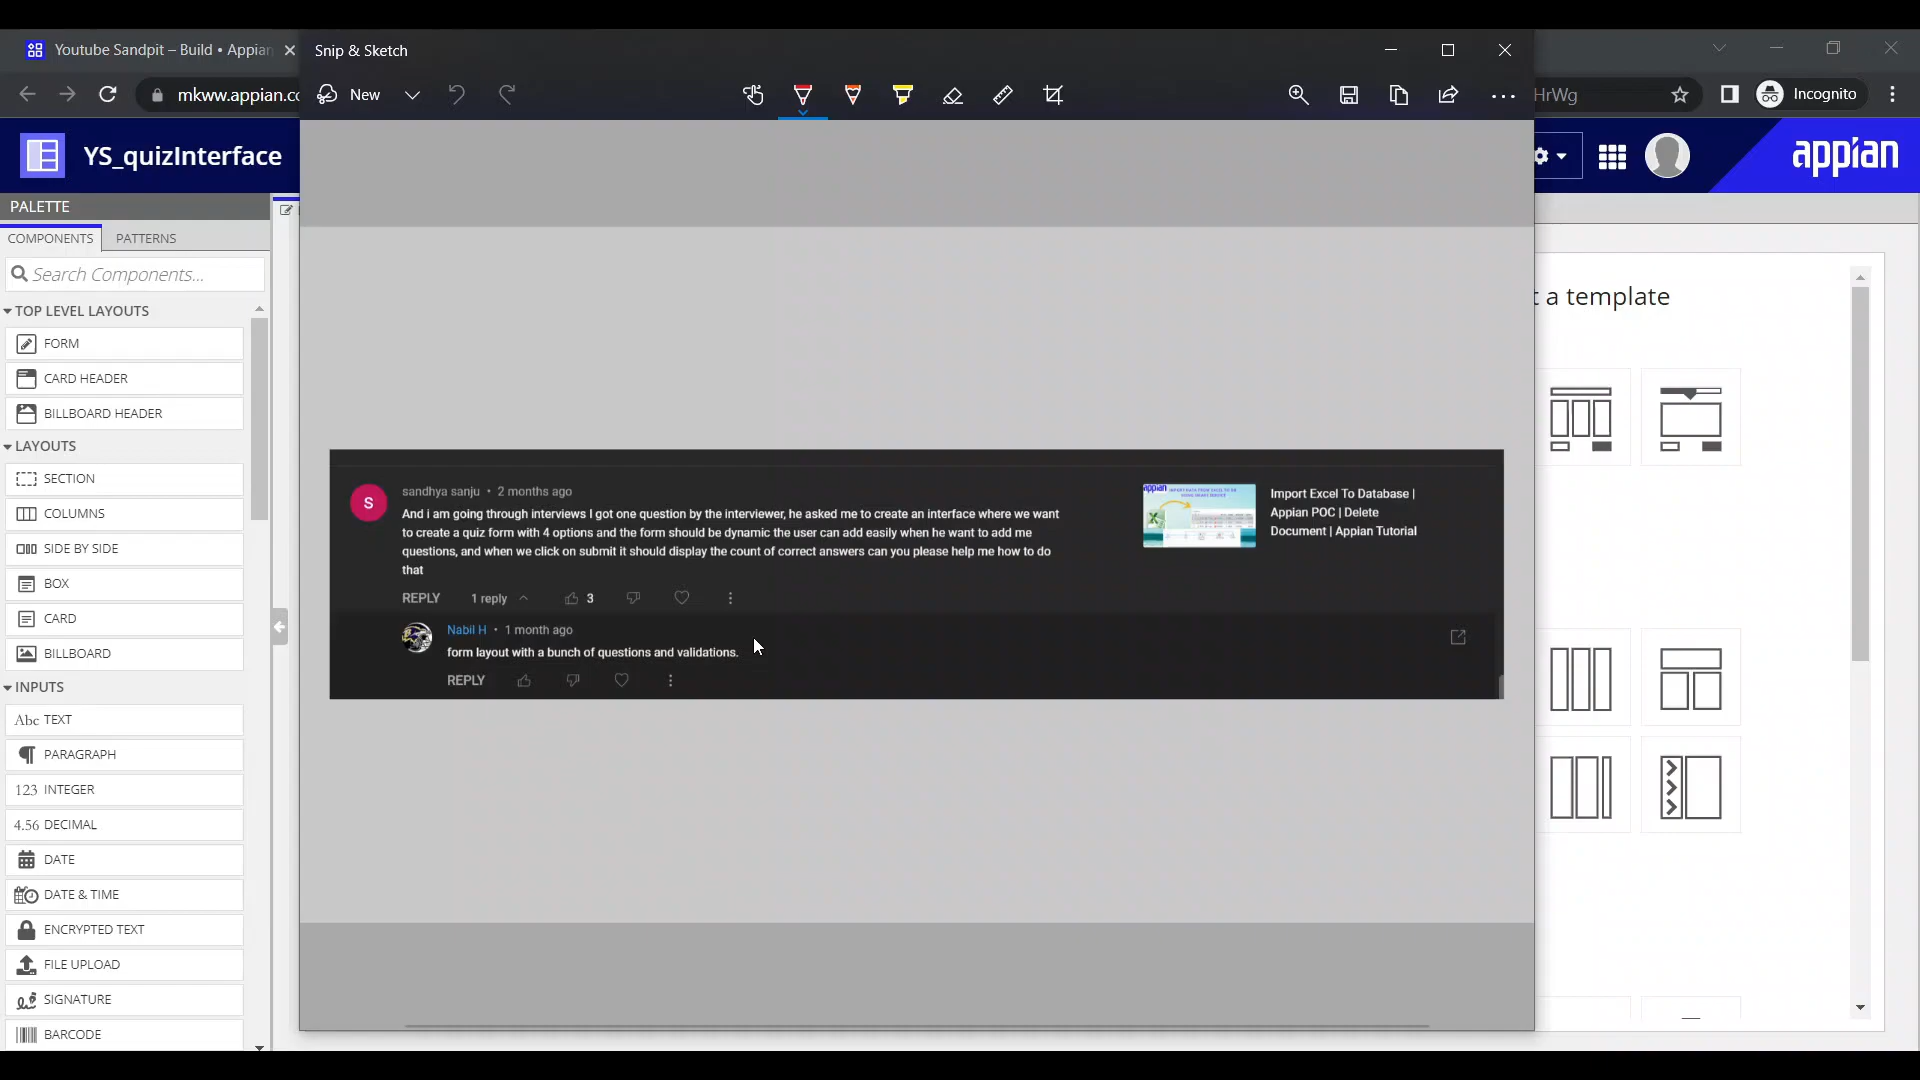 Youtube Sandpit – Build • Appian
Snip & Sketch
mkww.appian.co
New
HrWg
Incognito
YS_quizInterface
appian
PALETTE
COMPONENTS
PATTERNS
Search Components...
TOP LEVEL LAYOUTS
FORM
CARD HEADER
BILLBOARD HEADER
LAYOUTS
SECTION
COLUMNS
SIDE BY SIDE
BOX
CARD
BILLBOARD
INPUTS
Abc TEXT
PARAGRAPH
123 INTEGER
4.56 DECIMAL
DATE
DATE & TIME
ENCRYPTED TEXT
FILE UPLOAD
SIGNATURE
BARCODE
S
sandhya sanju • 2 months ago
And i am going through interviews I got one question by the interviewer, he asked me to create an interface where we want
to create a quiz form with 4 options and the form should be dynamic the user can add easily when he want to add me
questions, and when we click on submit it should display the count of correct answers can you please help me how to do
that
REPLY
1 reply
3
Nabil H • 1 month ago
form layout with a bunch of questions and validations.
REPLY
appian
Import Excel To Database |
Appian POC | Delete
Document | Appian Tutorial
t a template